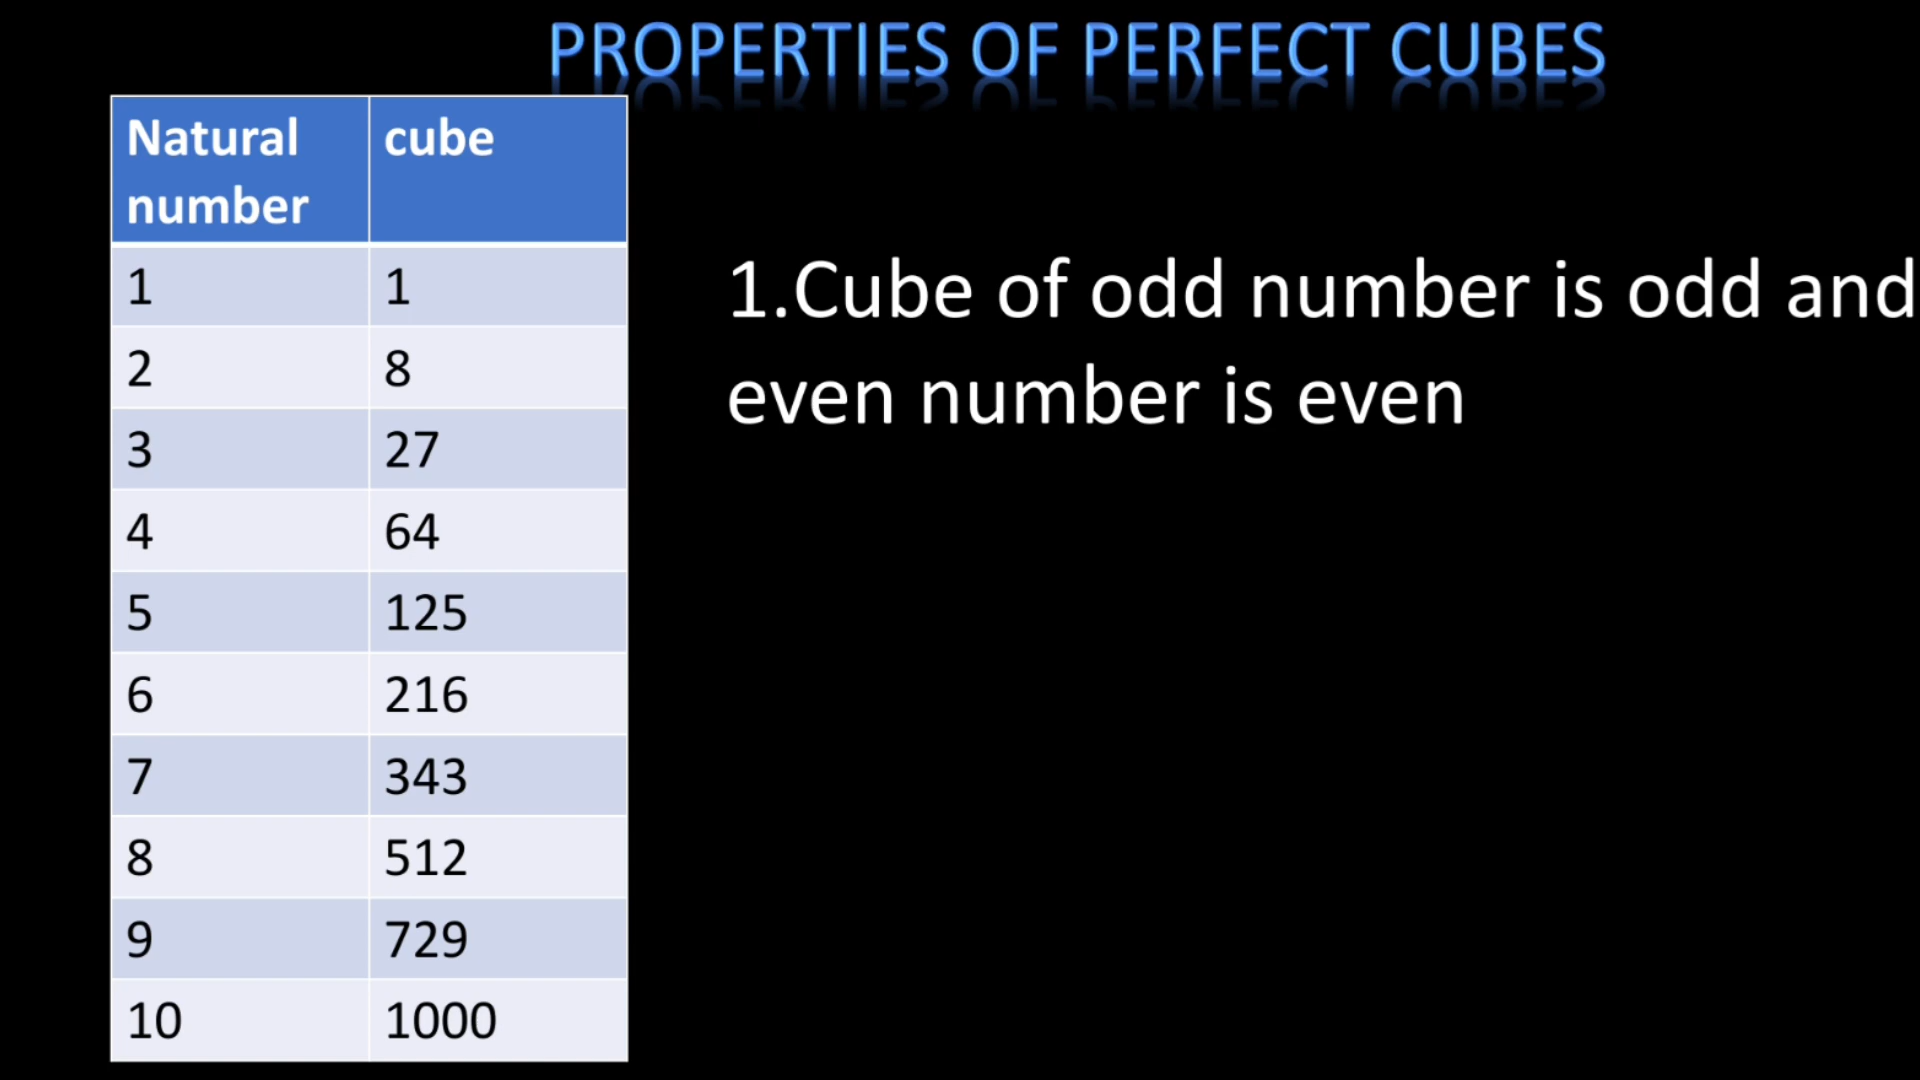 PROPERTIES OF PERFECT CUBES
Natural number cube
1 1
2 8
3 27
4 64
5 125
6 216
7 343
8 512
9 729
10 1000
1.Cube of odd number is odd and
even number is even